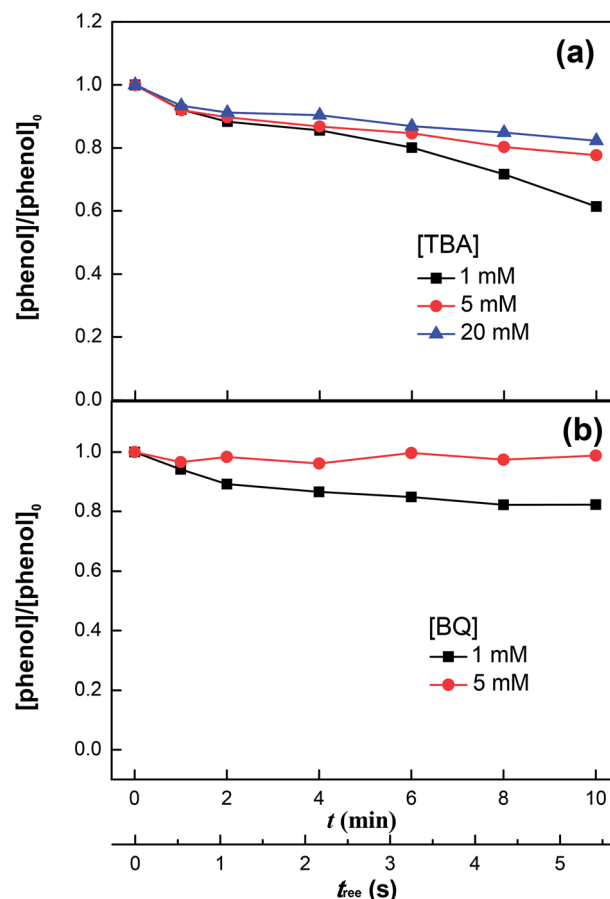 (a)
[phenol]/[phenol]0
1.2
1.0
0.8
0.6
0.4
0.2
0.0
[TBA]
1 mM
5 mM
20 mM
(b)
[phenol]/[phenol]0
1.0
0.8
0.6
0.4
0.2
0.0
[BQ]
1 mM
5 mM
0 2 4 6 8 10
t (min)
0 1 2 3 4 5
tree (s)